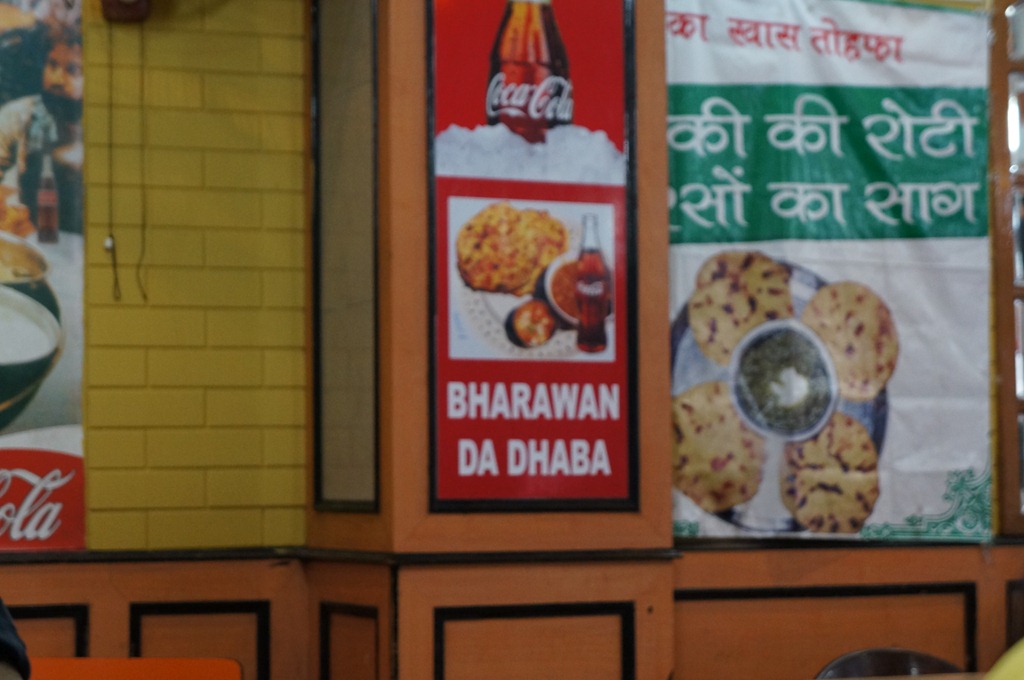 Coca-Cola
BHARAWAN
DA DHABA
का खास तोहफा
की की रोटी
सों का साग
ola